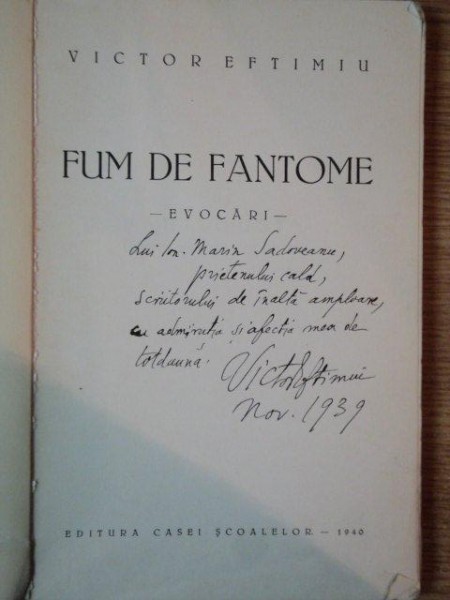 VICTOR EFTIMIU
FUM DE FANTOME
— EVOCĂRI —
Lui Ion Marin Sadoveanu,
prietenului cald,
scriitorului de înaltă amploare,
cu admirația și afecția mea de
totdeauna.
Victor Eftimiu
Nov. 1939
EDITURA CASEI ȘCOALELOR — 1940